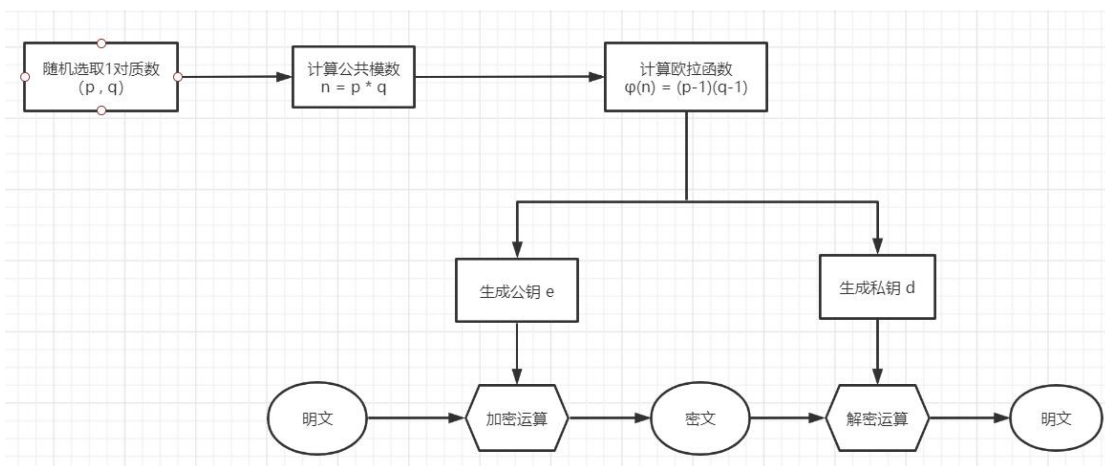 随机选取1对质数
(p , q)
计算公共模数
n = p * q
计算欧拉函数
φ(n) = (p-1)(q-1)
生成公钥 e
生成私钥 d
明文
加密运算
密文
解密运算
明文